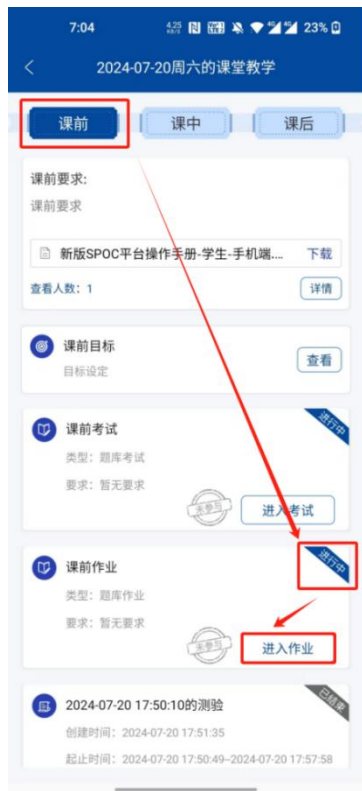 7:04 4.25 KB/S 23%
2024-07-20周六的课堂教学
课前 课中 课后
课前要求:
课前要求
新版SPOC平台操作手册-学生-手机端.... 下载
查看人数：1 详情
课前目标
目标设定
查看
进行中
课前考试
类型：题库考试
要求：暂无要求
未参与
进入考试
进行中
课前作业
类型：题库作业
要求：暂无要求
未参与
进入作业
已结束
2024-07-20 17:50:10的测验
创建时间：2024-07-20 17:51:35
起止时间：2024-07-20 17:50:49~2024-07-20 17:57:58